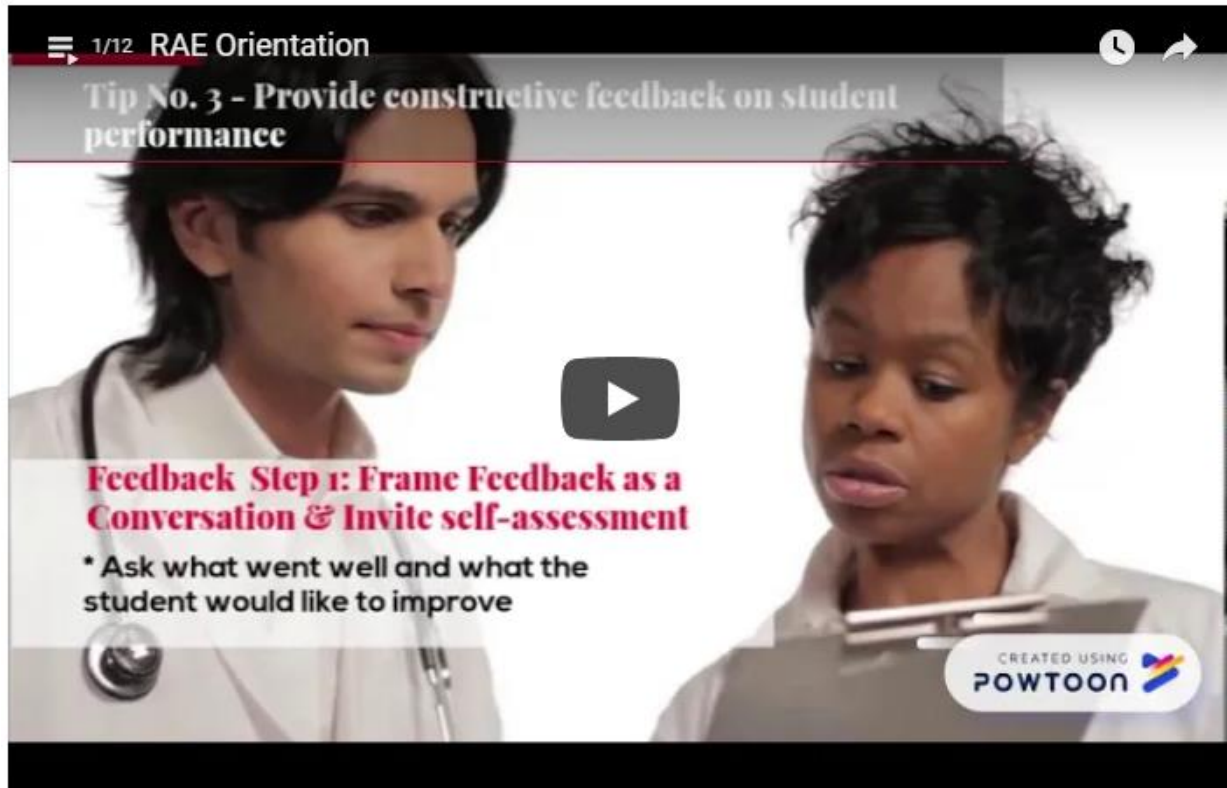 1/12 RAE Orientation
Tip No. 3 - Provide constructive feedback on student
performance
Feedback Step 1: Frame Feedback as a
Conversation & Invite self-assessment
* Ask what went well and what the
student would like to improve
CREATED USING
POWTOON